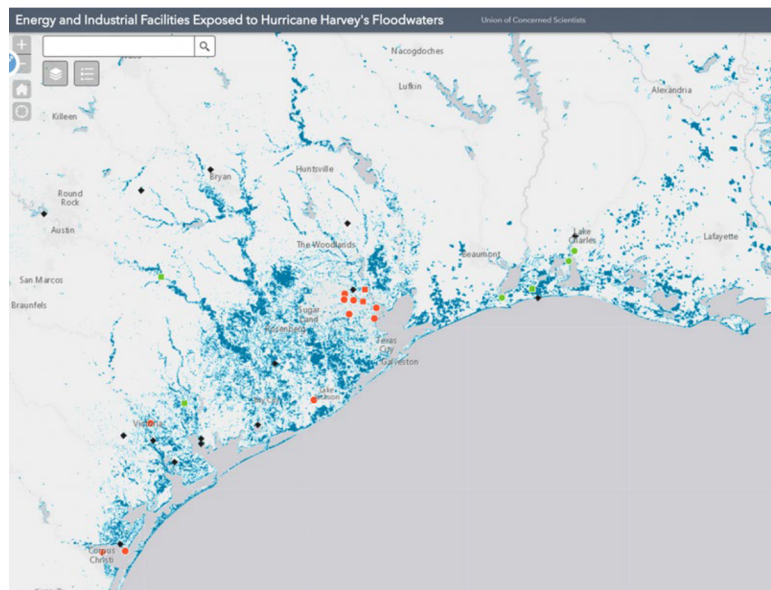 Energy and Industrial Facilities Exposed to Hurricane Harvey's Floodwaters
Union of Concerned Scientists
Nacogdoches
Lufkin
Alexandria
Killeen
Bryan
Huntsville
Round
Rock
Austin
The Woodlands
Lake
Charles
Lafayette
Beaumont
San Marcos
Braunfels
Sugar
Land
Rosenberg
Texas
City
Galveston
Lake
Victoria
Corpus
Christi